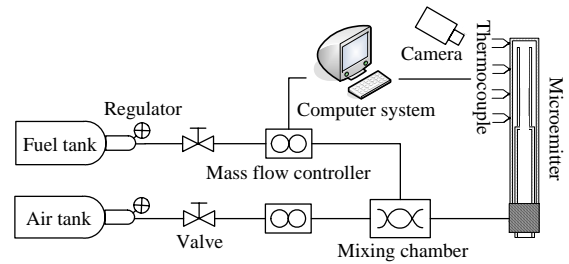 Camera
Thermocouple
Microemitter
Computer system
Regulator
Fuel tank
Mass flow controller
Air tank
Valve
Mixing chamber